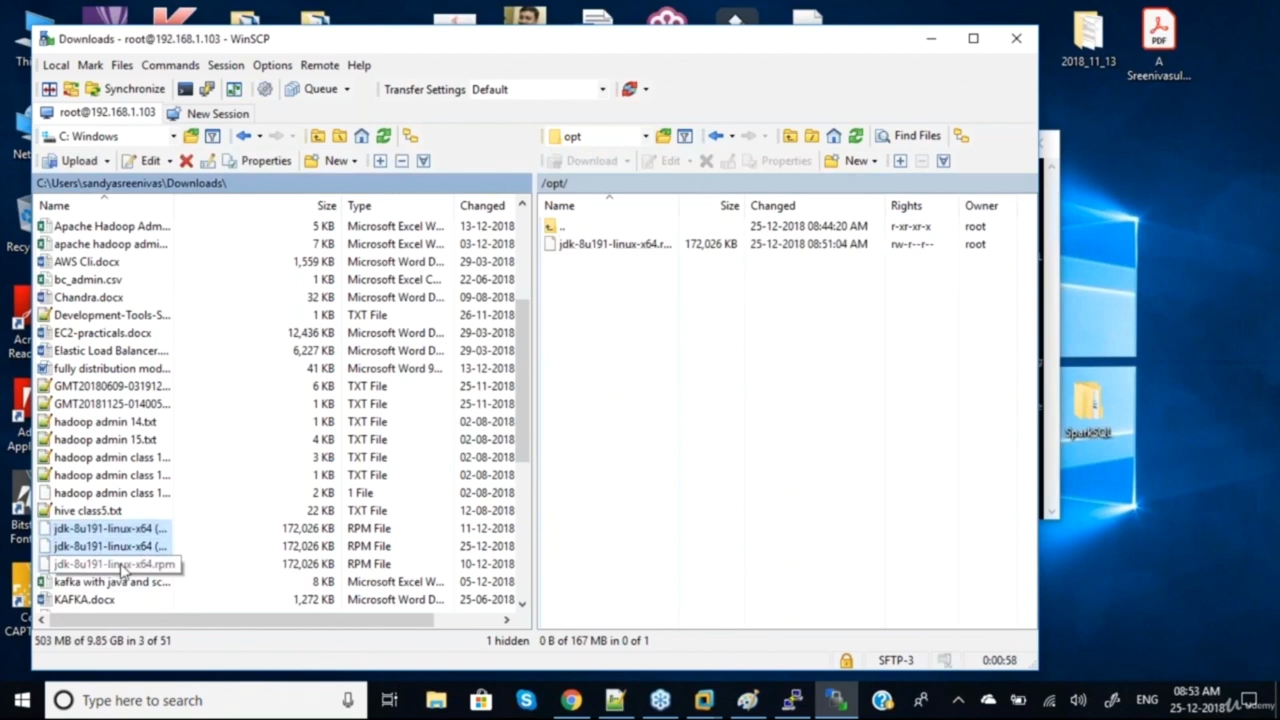 Downloads - root@192.168.1.103 - WinSCP
Local Mark Files Commands Session Options Remote Help
Synchronize Queue Transfer Settings Default
root@192.168.1.103 New Session
C: Windows opt Find Files
Upload Edit Properties New Download Edit Properties New
C:\Users\sandyasreenivas\Downloads\ /opt/
Name Size Type Changed Name Size Changed Rights Owner
Apache Hadoop Adm... 5 KB Microsoft Excel W... 13-12-2018 .. 25-12-2018 08:44:20 AM r-xr-xr-x root
apache hadoop admi... 7 KB Microsoft Excel W... 03-12-2018 jdk-8u191-linux-x64.r... 172,026 KB 25-12-2018 08:51:04 AM rw-r--r-- root
AWS Cli.docx 1,559 KB Microsoft Word D... 29-03-2018
bc_admin.csv 1 KB Microsoft Excel C... 22-06-2018
Chandra.docx 32 KB Microsoft Word D... 09-08-2018
Development-Tools-S... 1 KB TXT File 26-11-2018
EC2-practicals.docx 12,436 KB Microsoft Word D... 29-03-2018
Elastic Load Balancer.... 6,227 KB Microsoft Word D... 29-03-2018
fully distribution mod... 41 KB Microsoft Word 9... 13-12-2018
GMT20180609-031912... 6 KB TXT File 25-11-2018
GMT20181125-014005... 1 KB TXT File 25-11-2018
hadoop admin 14.txt 1 KB TXT File 02-08-2018
hadoop admin 15.txt 4 KB TXT File 02-08-2018
hadoop admin class 1... 3 KB TXT File 02-08-2018
hadoop admin class 1... 1 KB TXT File 02-08-2018
hadoop admin class 1... 2 KB 1 File 02-08-2018
hive class5.txt 22 KB TXT File 12-08-2018
jdk-8u191-linux-x64 (... 172,026 KB RPM File 11-12-2018
jdk-8u191-linux-x64 (... 172,026 KB RPM File 25-12-2018
jdk-8u191-linux-x64.rpm 172,026 KB RPM File 10-12-2018
kafka with java and sc... 8 KB Microsoft Excel W... 05-12-2018
KAFKA.docx 1,272 KB Microsoft Word D... 25-06-2018
503 MB of 9.85 GB in 3 of 51 1 hidden 0 B of 167 MB in 0 of 1
SFTP-3 0:00:58
2018_11_13
A
Sreenivasul...
PDF
SparkSQL
Type here to search
ENG 08:53 AM
25-12-2018
Udemy